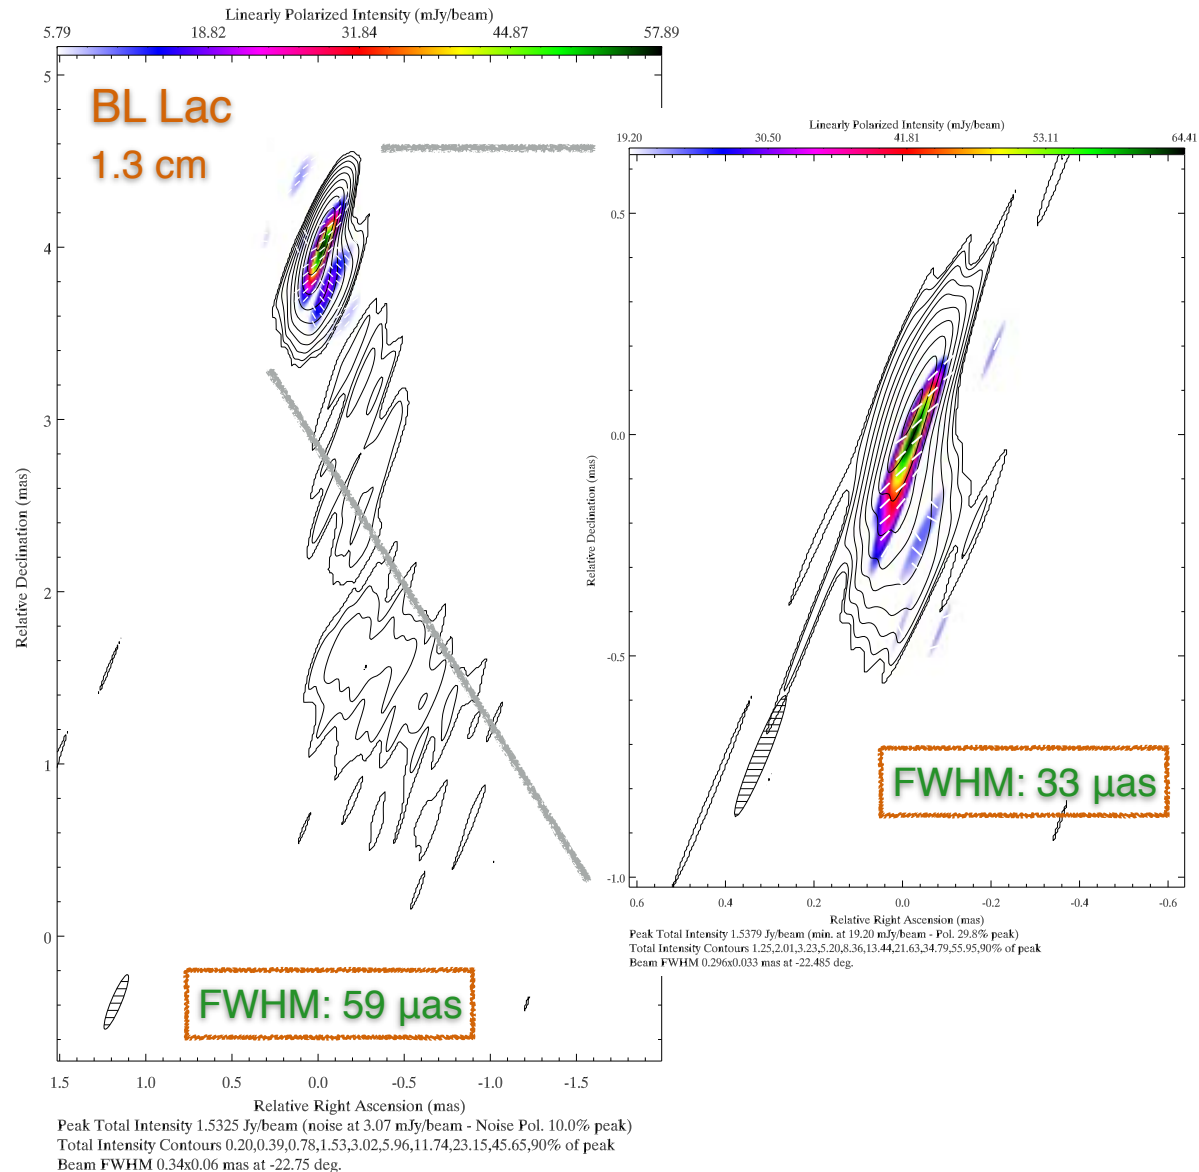 Linearly Polarized Intensity (mJy/beam)
5.79 18.82 31.84 44.87 57.89
BL Lac
1.3 cm
5
4
3
2
1
0
Relative Declination (mas)
FWHM: 59 µas
1.5 1.0 0.5 0.0 -0.5 -1.0 -1.5
Relative Right Ascension (mas)
Peak Total Intensity 1.5325 Jy/beam (noise at 3.07 mJy/beam - Noise Pol. 10.0% peak)
Total Intensity Contours 0.20,0.39,0.78,1.53,3.02,5.96,11.74,23.15,45.65,90% of peak
Beam FWHM 0.34x0.06 mas at -22.75 deg.
Linearly Polarized Intensity (mJy/beam)
19.20 30.50 41.81 53.11 64.41
0.5
0.0
-0.5
-1.0
Relative Declination (mas)
FWHM: 33 µas
0.6 0.4 0.2 0.0 -0.2 -0.4 -0.6
Relative Right Ascension (mas)
Peak Total Intensity 1.5379 Jy/beam (min. at 19.20 mJy/beam - Pol. 29.8% peak)
Total Intensity Contours 1.25,2.01,3.23,5.20,8.36,13.44,21.63,34.79,55.95,90% of peak
Beam FWHM 0.296x0.033 mas at -22.485 deg.